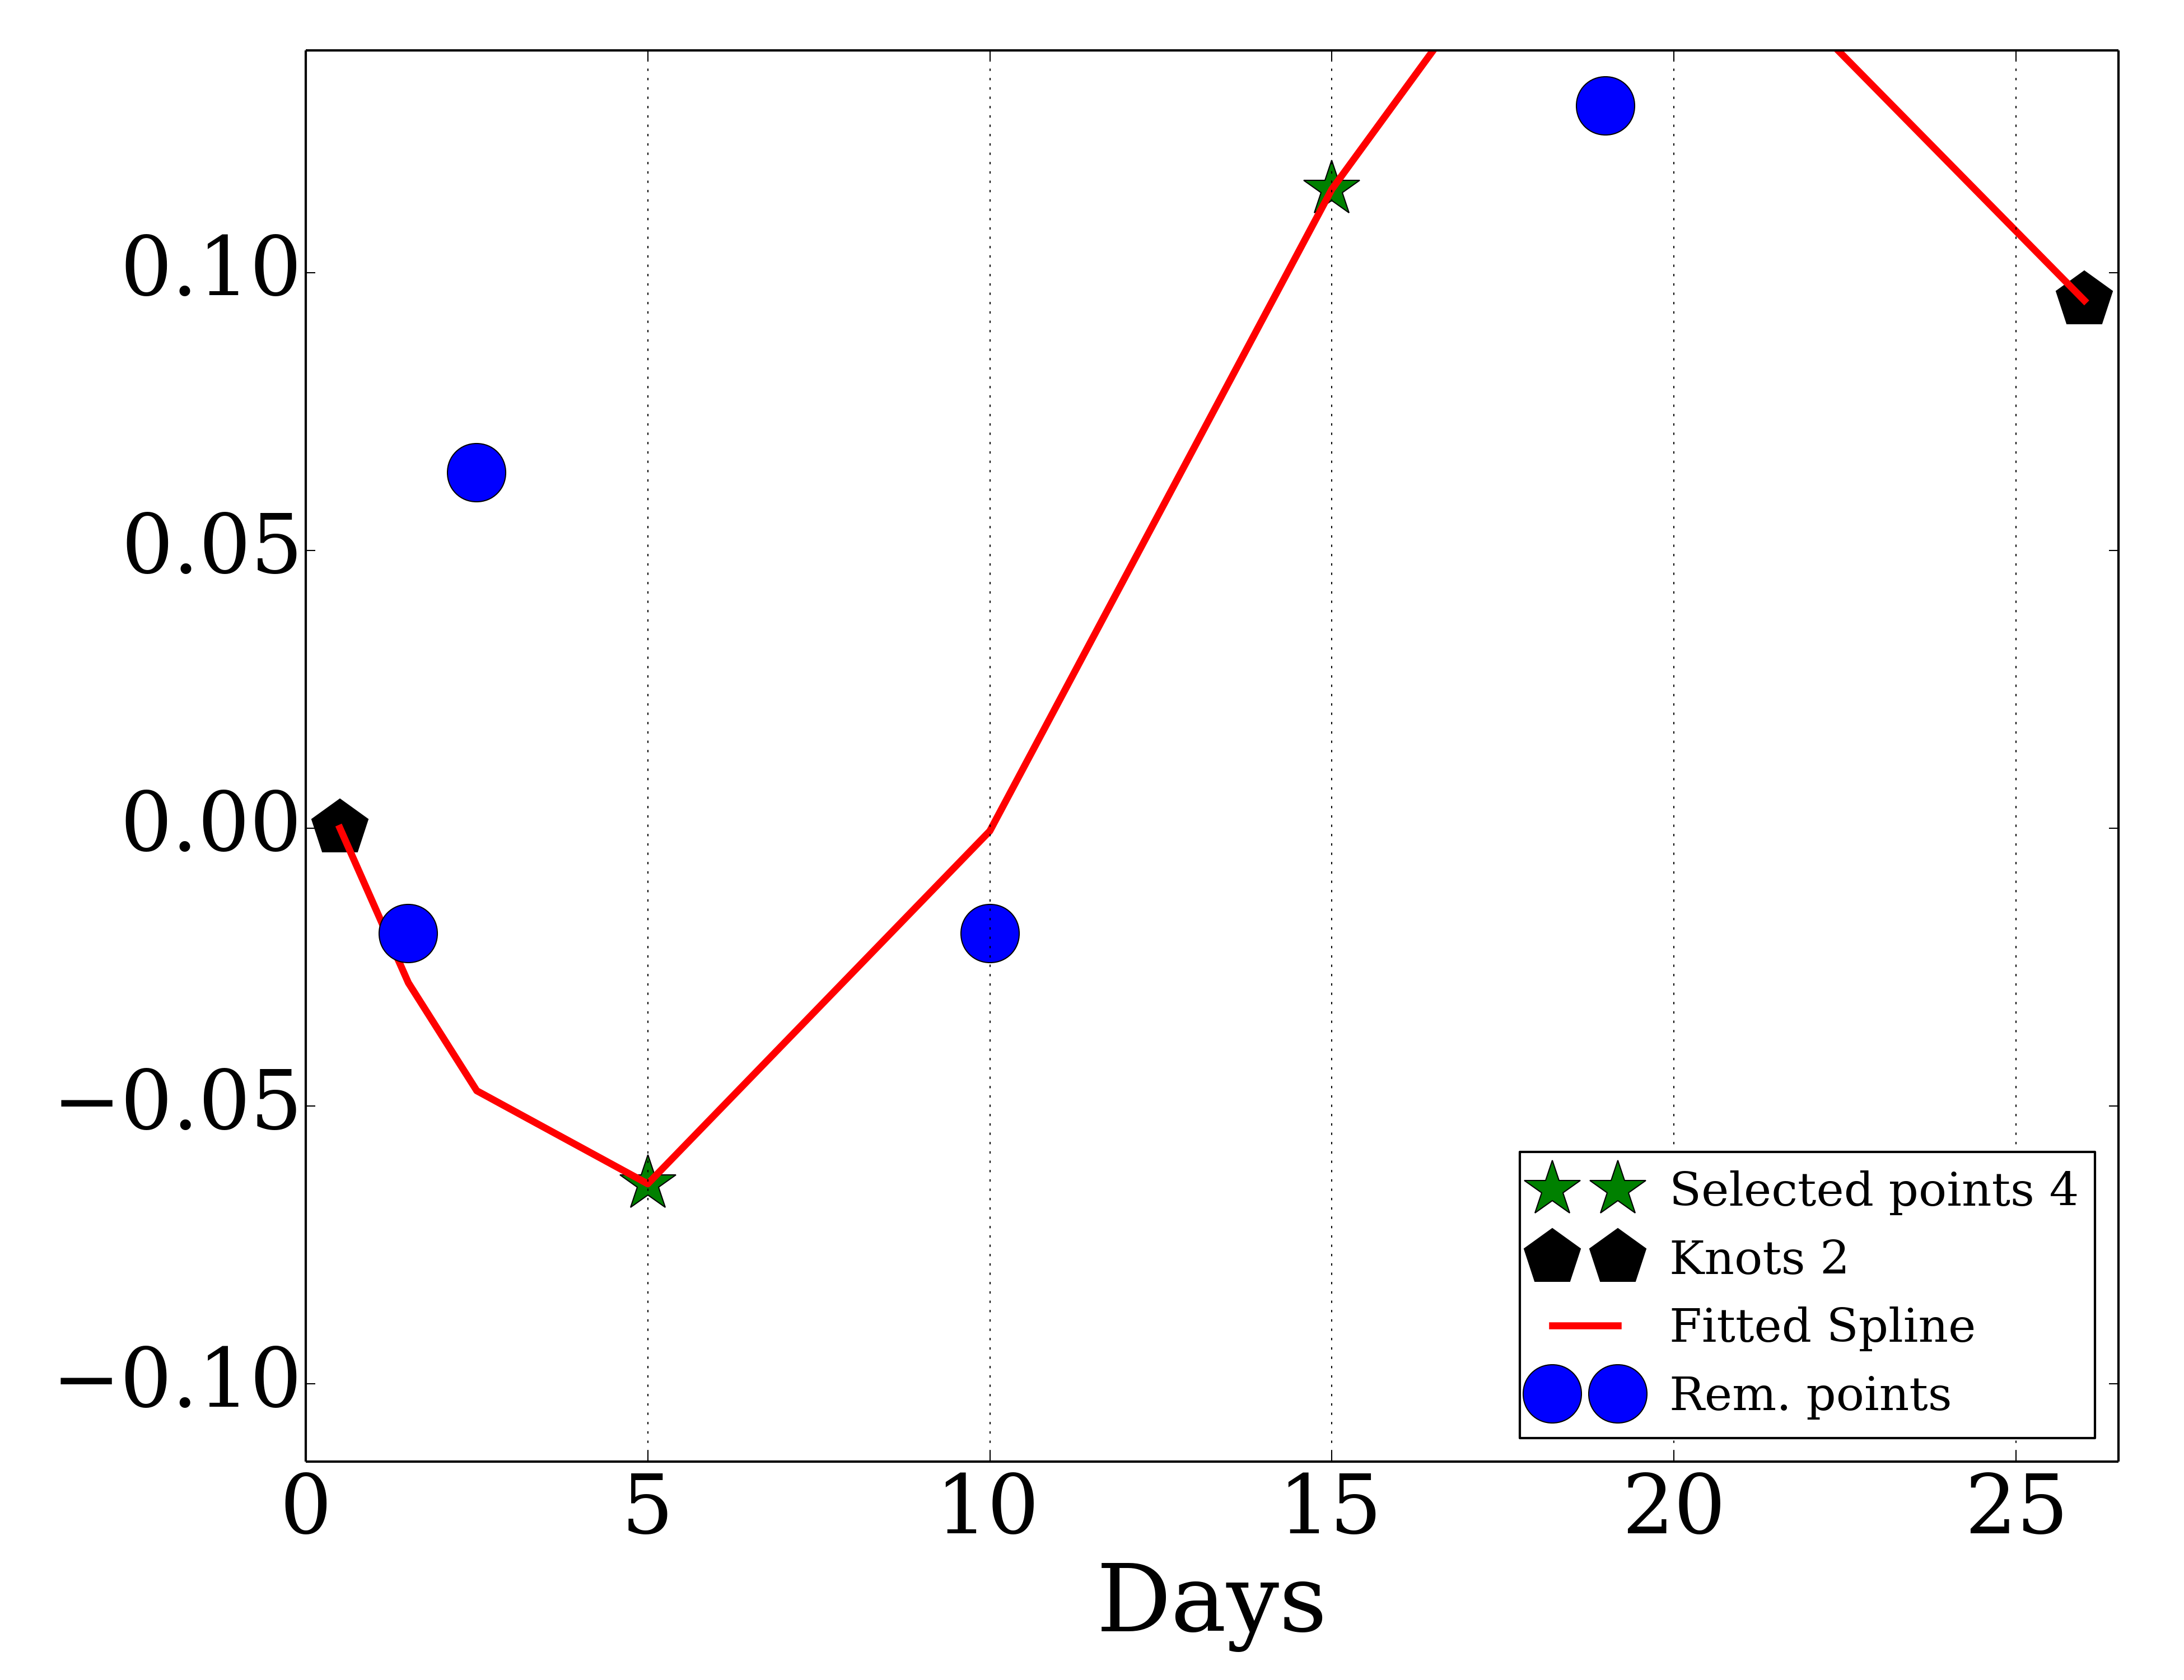 0.10
0.05
0.00
−0.05
−0.10
Selected points 4
Knots 2
Fitted Spline
Rem. points
0 5 10 15 20 25
Days